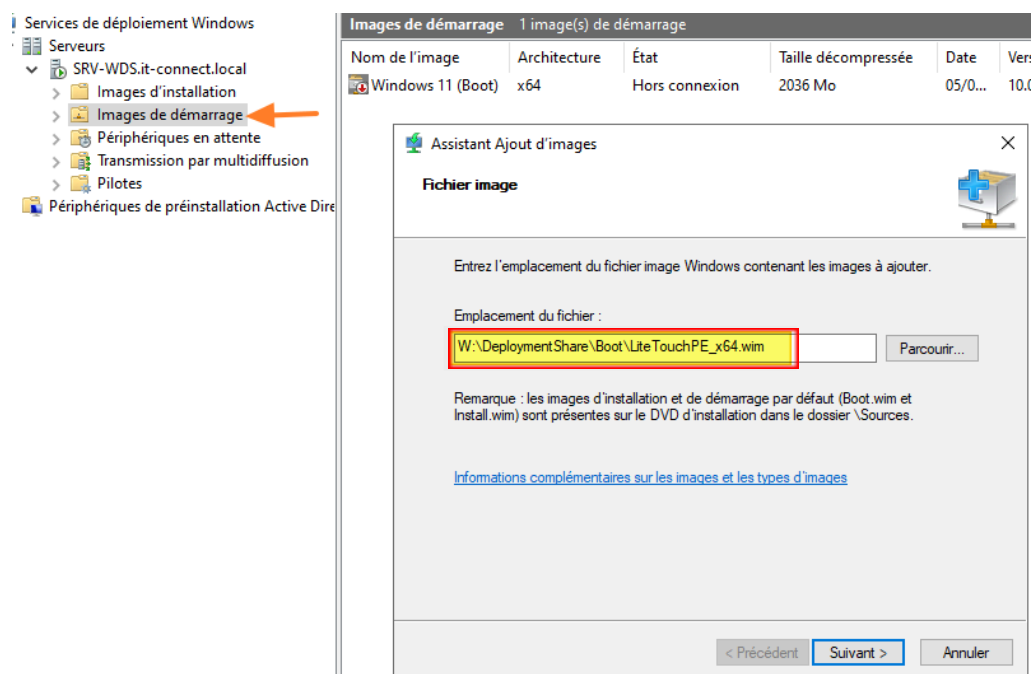 Services de déploiement Windows
Serveurs
SRV-WDS.it-connect.local
Images d'installation
Images de démarrage
Périphériques en attente
Transmission par multidiffusion
Pilotes
Périphériques de préinstallation Active Dire
Images de démarrage 1 image(s) de démarrage
Nom de l'image Architecture État Taille décompressée Date Vers
Windows 11 (Boot) x64 Hors connexion 2036 Mo 05/0... 10.0
Assistant Ajout d'images
Fichier image
Entrez l'emplacement du fichier image Windows contenant les images à ajouter.
Emplacement du fichier :
W:\DeploymentShare\Boot\LiteTouchPE_x64.wim
Parcourir...
Remarque : les images d'installation et de démarrage par défaut (Boot.wim et
Install.wim) sont présentes sur le DVD d'installation dans le dossier \Sources.
Informations complémentaires sur les images et les types d'images
< Précédent Suivant > Annuler